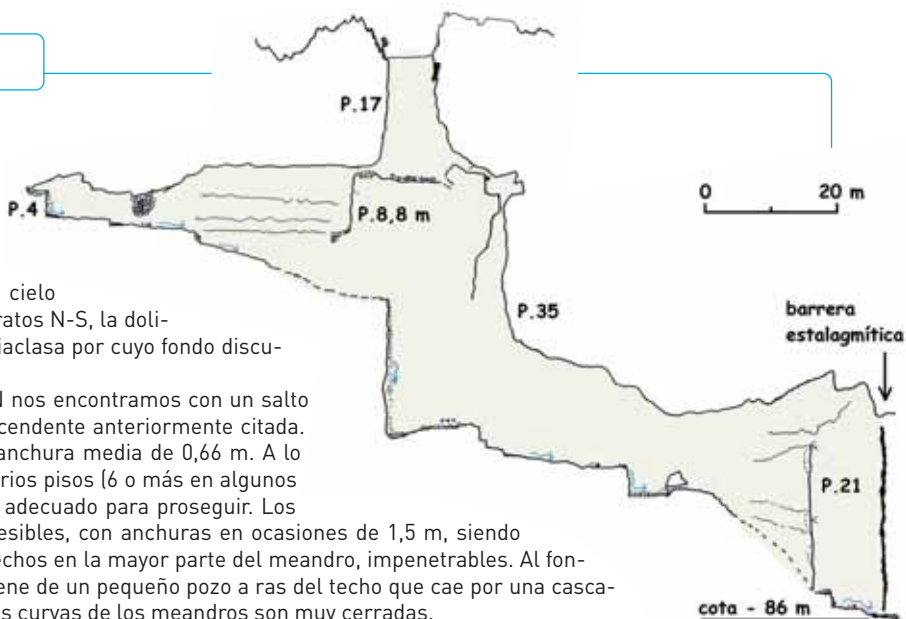 P.17
0 20 m
P.4
P.8,8 m
cielo
ratos N-S, la doli-
iaclasa por cuyo fondo discu-
P.35
barrera
estalagmítica
N nos encontramos con un salto
cendente anteriormente citada.
anchura media de 0,66 m. A lo
rios pisos (6 o más en algunos
adecuado para proseguir. Los
esibles, con anchuras en ocasiones de 1,5 m, siendo
echos en la mayor parte del meandro, impenetrables. Al fon-
ene de un pequeño pozo a ras del techo que cae por una casca-
s curvas de los meandros son muy cerradas.
P.21
cota - 86 m